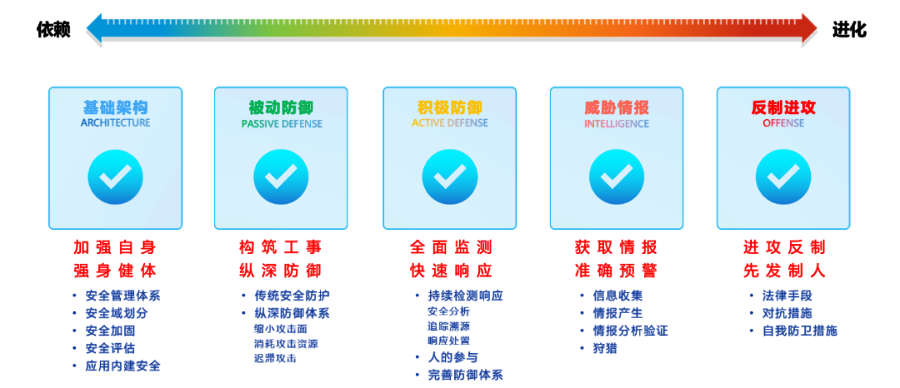 依赖
进化
基础架构
ARCHITECTURE
加强自身
强身健体
• 安全管理体系
• 安全域划分
• 安全加固
• 安全评估
• 应用内建安全
被动防御
PASSIVE DEFENSE
构筑工事
纵深防御
• 传统安全防护
• 纵深防御体系
缩小攻击面
消耗攻击资源
迟滞攻击
积极防御
ACTIVE DEFENSE
全面监测
快速响应
• 持续检测响应
安全分析
追踪溯源
响应处置
• 人的参与
• 完善防御体系
威胁情报
INTELLIGENCE
获取情报
准确预警
• 信息收集
• 情报产生
• 情报分析验证
• 狩猎
反制进攻
OFFENSE
进攻反制
先发制人
• 法律手段
• 对抗措施
• 自我防卫措施